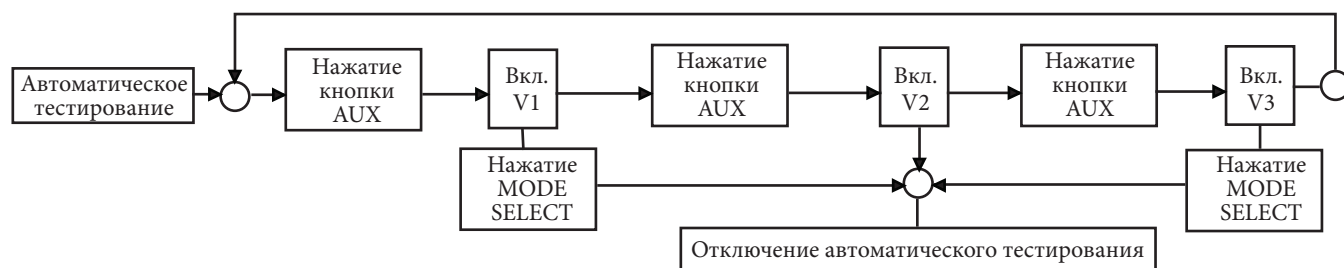 Автоматическое
тестирование
Нажатие
кнопки
AUX
Вкл.
V1
Нажатие
кнопки
AUX
Вкл.
V2
Нажатие
кнопки
AUX
Вкл.
V3
Нажатие
MODE
SELECT
Нажатие
MODE
SELECT
Отключение автоматического тестирования